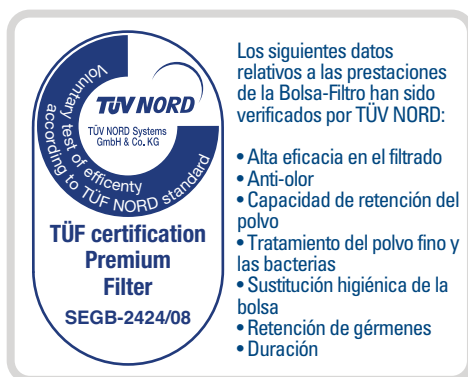 Voluntary test of efficenty
according to TÜF NORD standard
TÜV NORD
TÜV NORD Systems
GmbH & Co. KG
TÜF certification
Premium
Filter
SEGB-2424/08
Los siguientes datos
relativos a las prestaciones
de la Bolsa-Filtro han sido
verificados por TÜV NORD:
• Alta eficacia en el filtrado
• Anti-olor
• Capacidad de retención del
polvo
• Tratamiento del polvo fino y
las bacterias
• Sustitución higiénica de la
bolsa
• Retención de gérmenes
• Duración